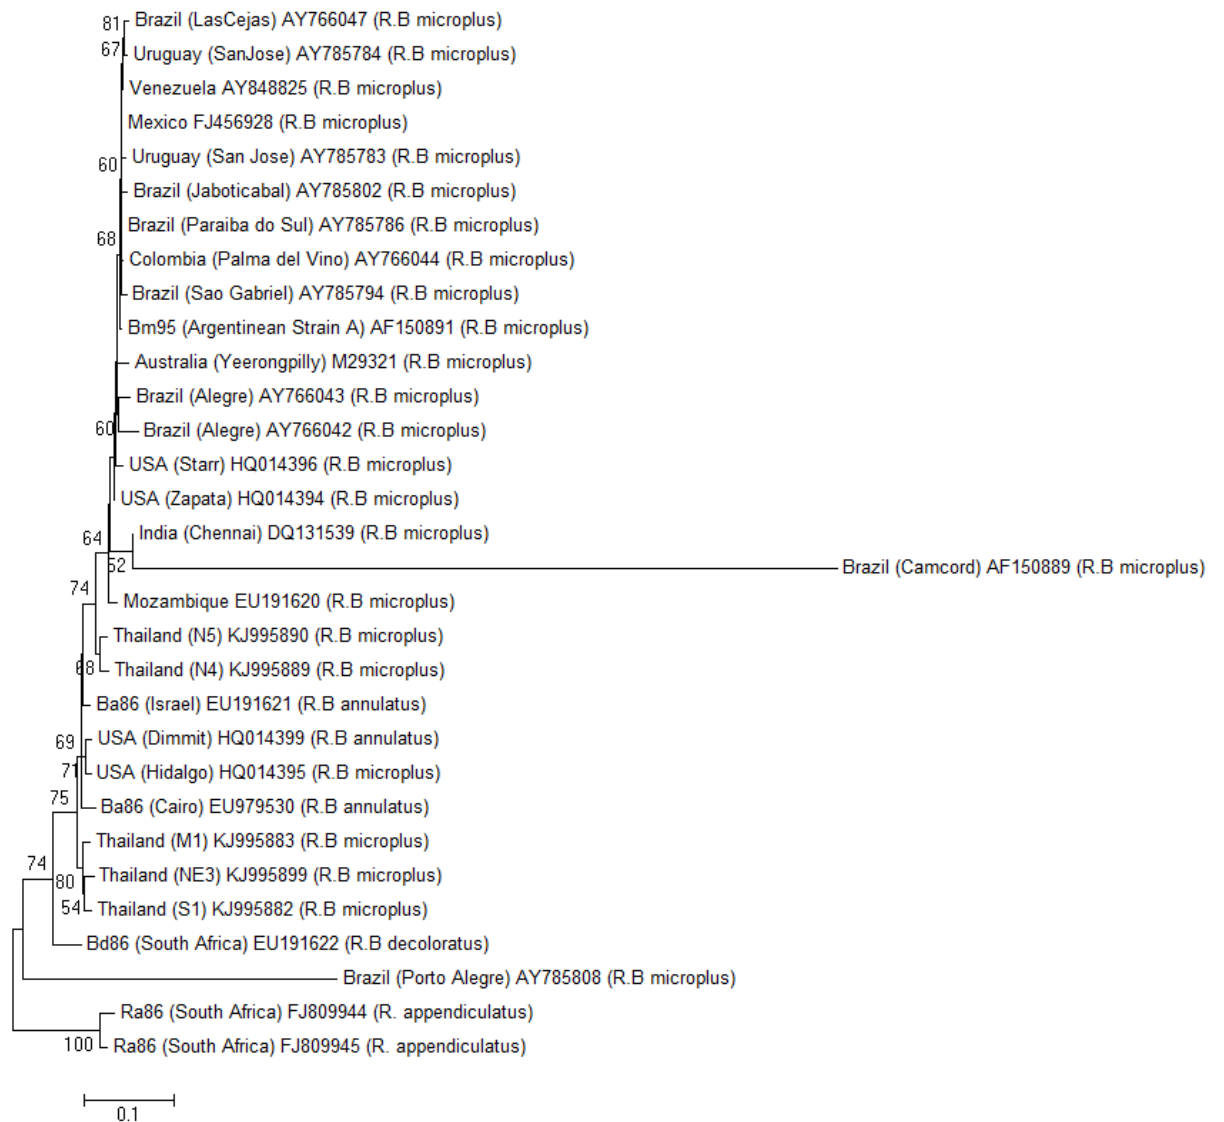 81
Brazil (LasCejas) AY766047 (R.B microplus)
67
Uruguay (SanJose) AY785784 (R.B microplus)
Venezuela AY848825 (R.B microplus)
Mexico FJ456928 (R.B microplus)
60
Uruguay (San Jose) AY785783 (R.B microplus)
Brazil (Jaboticabal) AY785802 (R.B microplus)
Brazil (Paraiba do Sul) AY785786 (R.B microplus)
68
Colombia (Palma del Vino) AY766044 (R.B microplus)
Brazil (Sao Gabriel) AY785794 (R.B microplus)
Bm95 (Argentinean Strain A) AF150891 (R.B microplus)
Australia (Yeerongpilly) M29321 (R.B microplus)
Brazil (Alegre) AY766043 (R.B microplus)
60
Brazil (Alegre) AY766042 (R.B microplus)
USA (Starr) HQ014396 (R.B microplus)
USA (Zapata) HQ014394 (R.B microplus)
64
India (Chennai) DQ131539 (R.B microplus)
52
Brazil (Camcord) AF150889 (R.B microplus)
74
Mozambique EU191620 (R.B microplus)
Thailand (N5) KJ995890 (R.B microplus)
68
Thailand (N4) KJ995889 (R.B microplus)
Ba86 (Israel) EU191621 (R.B annulatus)
69
USA (Dimmit) HQ014399 (R.B annulatus)
71
USA (Hidalgo) HQ014395 (R.B microplus)
75
Ba86 (Cairo) EU979530 (R.B annulatus)
Thailand (M1) KJ995883 (R.B microplus)
74
80
Thailand (NE3) KJ995899 (R.B microplus)
54
Thailand (S1) KJ995882 (R.B microplus)
Bd86 (South Africa) EU191622 (R.B decoloratus)
Brazil (Porto Alegre) AY785808 (R.B microplus)
Ra86 (South Africa) FJ809944 (R. appendiculatus)
100
Ra86 (South Africa) FJ809945 (R. appendiculatus)
0.1